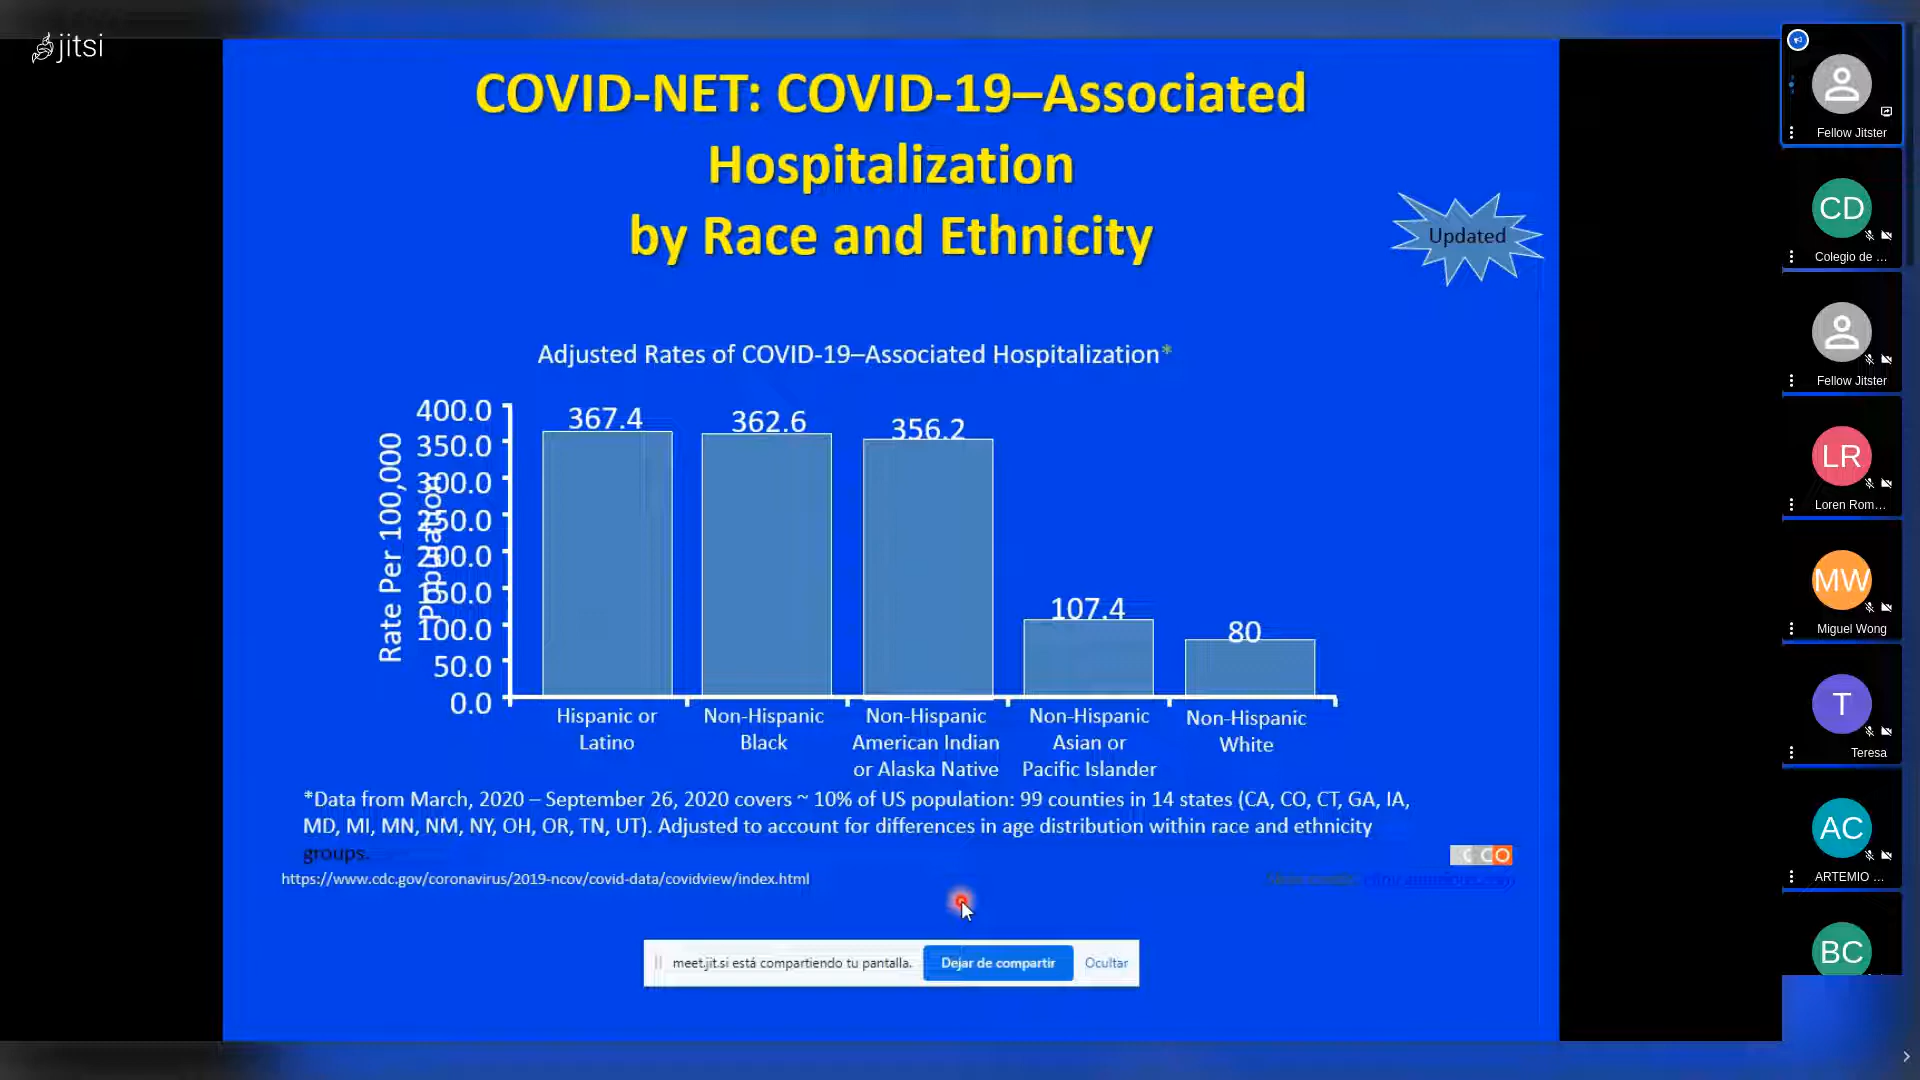 jitsi
COVID-NET: COVID-19–Associated
Hospitalization
by Race and Ethnicity
Updated
Adjusted Rates of COVID-19–Associated Hospitalization*
Rate Per 100,000
Population
400.0
350.0
300.0
250.0
200.0
150.0
100.0
50.0
0.0
367.4
362.6
356.2
107.4
80
Hispanic or
Latino
Non-Hispanic
Black
Non-Hispanic
American Indian
or Alaska Native
Non-Hispanic
Asian or
Pacific Islander
Non-Hispanic
White
*Data from March, 2020 – September 26, 2020 covers ~ 10% of US population: 99 counties in 14 states (CA, CO, CT, GA, IA,
MD, MI, MN, NM, NY, OH, OR, TN, UT). Adjusted to account for differences in age distribution within race and ethnicity
groups.
https://www.cdc.gov/coronavirus/2019-ncov/covid-data/covidview/index.html
CCO
meet.jit.si está compartiendo tu pantalla.
Dejar de compartir
Ocultar
Fellow Jitster
CD
Colegio de ...
Fellow Jitster
LR
Loren Rom...
MW
Miguel Wong
T
Teresa
AC
ARTEMIO ...
BC